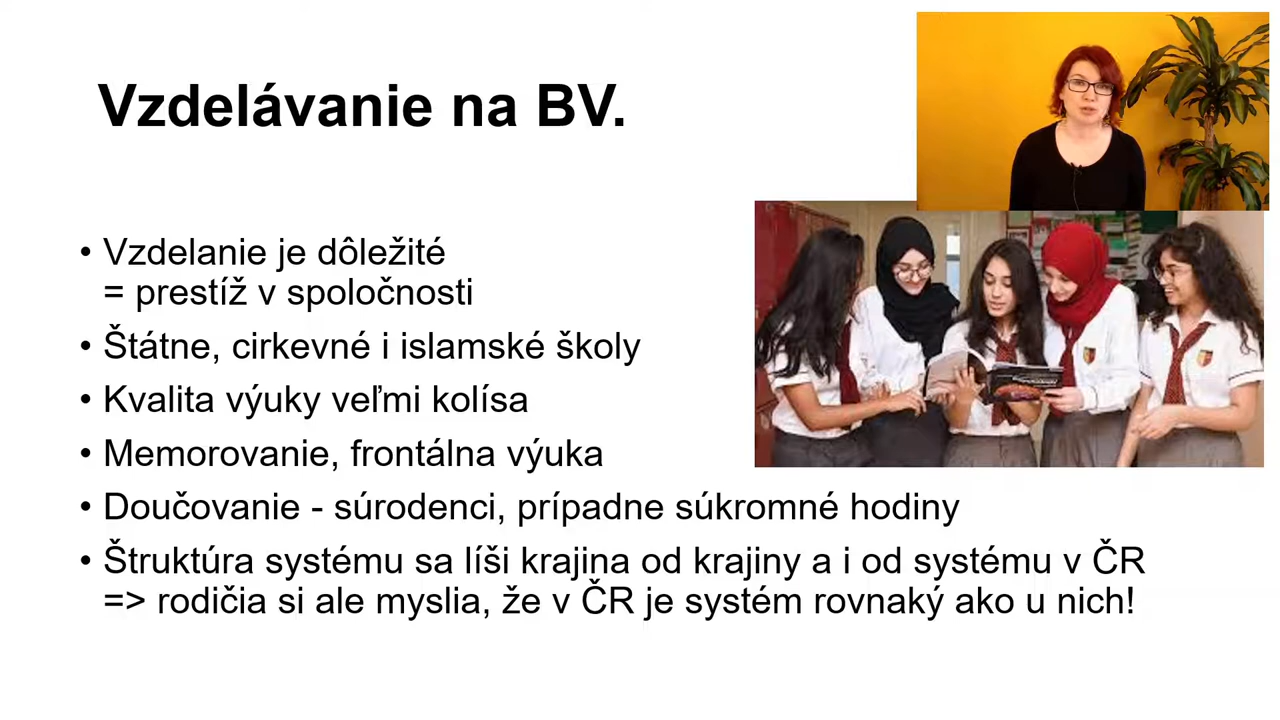 Vzdelávanie na BV.
• Vzdelanie je dôležité
= prestíž v spoločnosti
• Štátne, cirkevné i islamské školy
• Kvalita výuky veľmi kolísa
• Memorovanie, frontálna výuka
• Doučovanie - súrodenci, prípadne súkromné hodiny
• Štruktúra systému sa líši krajina od krajiny a i od systému v ČR
=> rodičia si ale myslia, že v ČR je systém rovnaký ako u nich!